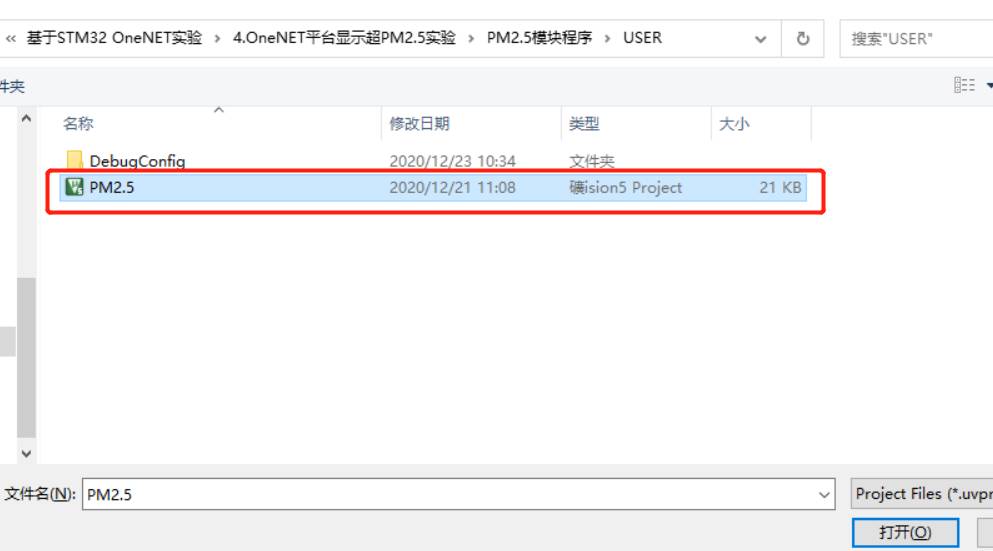 « 基于STM32 OneNET实验 › 4.OneNET平台显示超PM2.5实验 › PM2.5模块程序 › USER 搜索"USER"
件夹
名称 修改日期 类型 大小
DebugConfig 2020/12/23 10:34 文件夹
PM2.5 2020/12/21 11:08 礦ision5 Project 21 KB
文件名(N): PM2.5 Project Files (*.uvpr
打开(O)